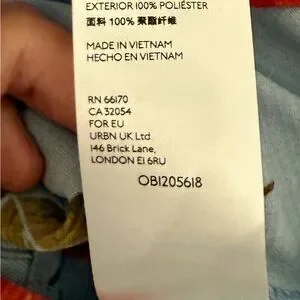 EXTERIOR 100% POLIÉSTER
面料 100% 聚酯纤维
MADE IN VIETNAM
HECHO EN VIETNAM
RN 66170
CA 32054
FOR EU
URBN UK Ltd.
146 Brick Lane,
LONDON E1 6RU
OB1205618